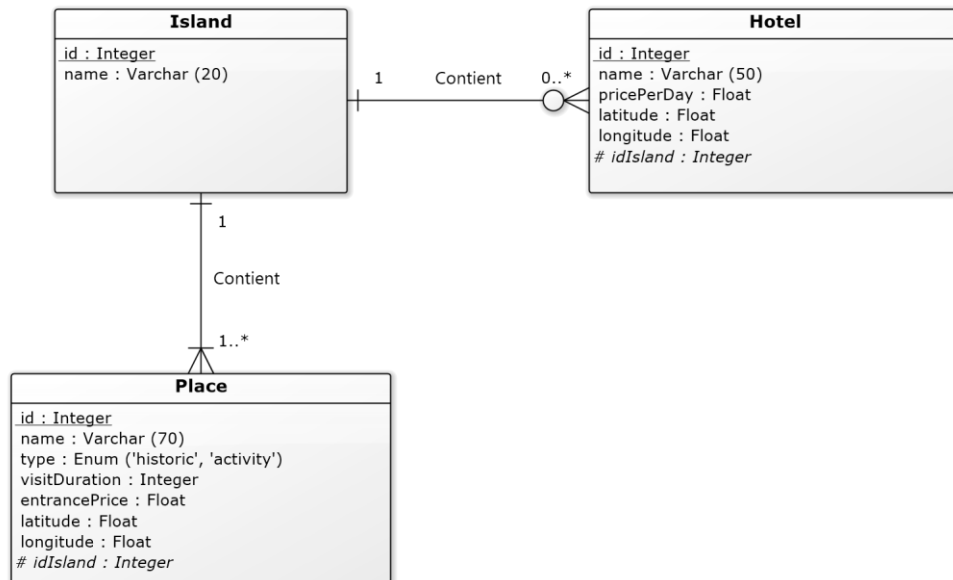 Island
id : Integer
name : Varchar (20)
1
Contient
0..*
Hotel
id : Integer
name : Varchar (50)
pricePerDay : Float
latitude : Float
longitude : Float
# idIsland : Integer
1
Contient
1..*
Place
id : Integer
name : Varchar (70)
type : Enum ('historic', 'activity')
visitDuration : Integer
entrancePrice : Float
latitude : Float
longitude : Float
# idIsland : Integer